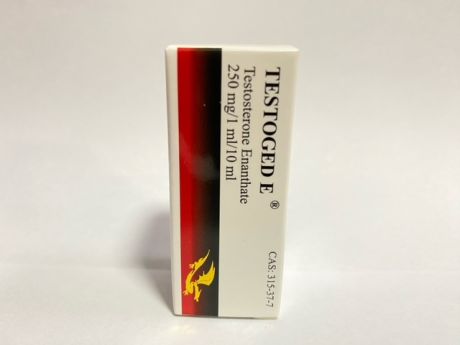 TESTOGED E ®
Testosterone Enanthate
250 mg/1 ml/10 ml
CAS: 315-37-7